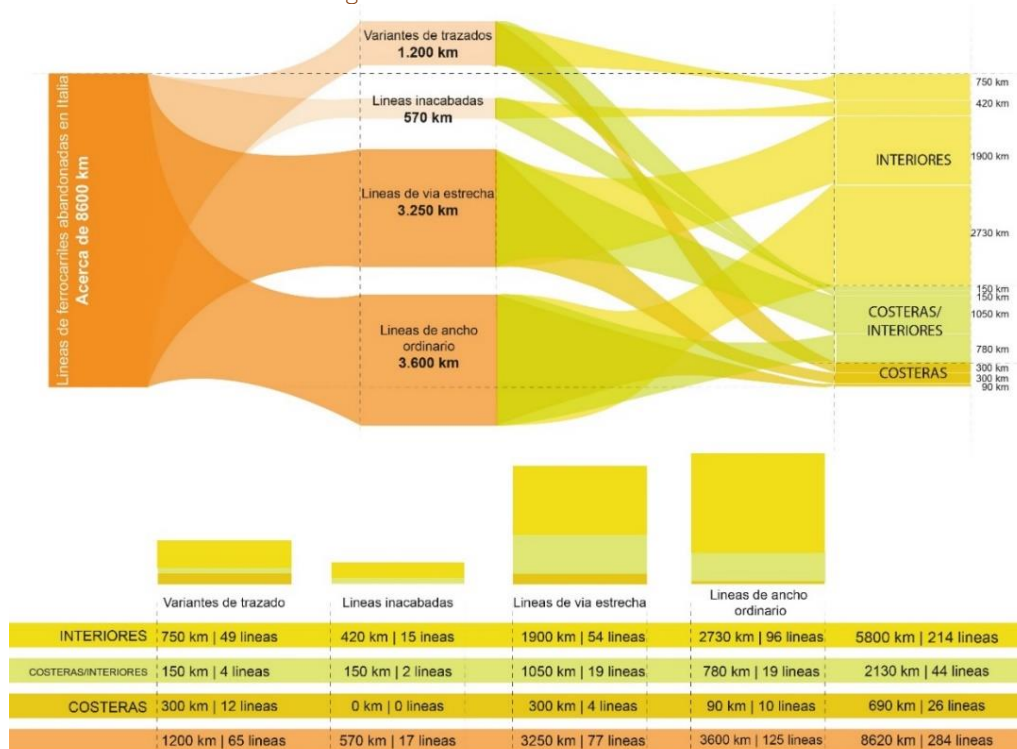 Variantes de trazados
1.200 km
Lineas inacabadas
570 km
Lineas de via estrecha
3.250 km
Lineas de ancho
ordinario
3.600 km
Lineas de ferrocarriles abandonadas en Italia
Acerca de 8600 km
750 km
420 km
1900 km
2730 km
150 km
150 km
1050 km
780 km
300 km
300 km
90 km
INTERIORES
COSTERAS/
INTERIORES
COSTERAS
Variantes de trazado
Lineas inacabadas
Lineas de via estrecha
Lineas de ancho
ordinario
INTERIORES 750 km | 49 lineas 420 km | 15 ineas 1900 km | 54 lineas 2730 km | 96 lineas 5800 km | 214 lineas
COSTERAS/INTERIORES 150 km | 4 lineas 150 km | 2 lineas 1050 km | 19 lineas 780 km | 19 lineas 2130 km | 44 lineas
COSTERAS 300 km | 12 lineas 0 km | 0 lineas 300 km | 4 lineas 90 km | 10 lineas 690 km | 26 lineas
1200 km | 65 lineas 570 km | 17 lineas 3250 km | 77 lineas 3600 km | 125 lineas 8620 km | 284 lineas